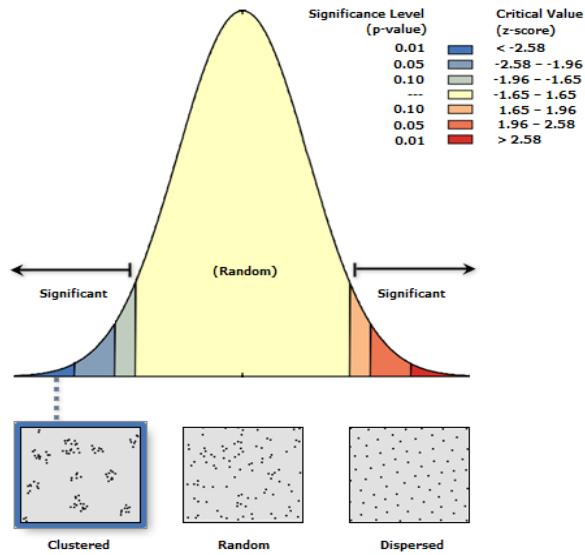 Significance Level Critical Value
(p-value) (z-score)
0.01 < -2.58
0.05 -2.58 – -1.96
0.10 -1.96 – -1.65
--- -1.65 – 1.65
0.10 1.65 – 1.96
0.05 1.96 – 2.58
0.01 > 2.58
(Random)
Significant Significant
Clustered Random Dispersed